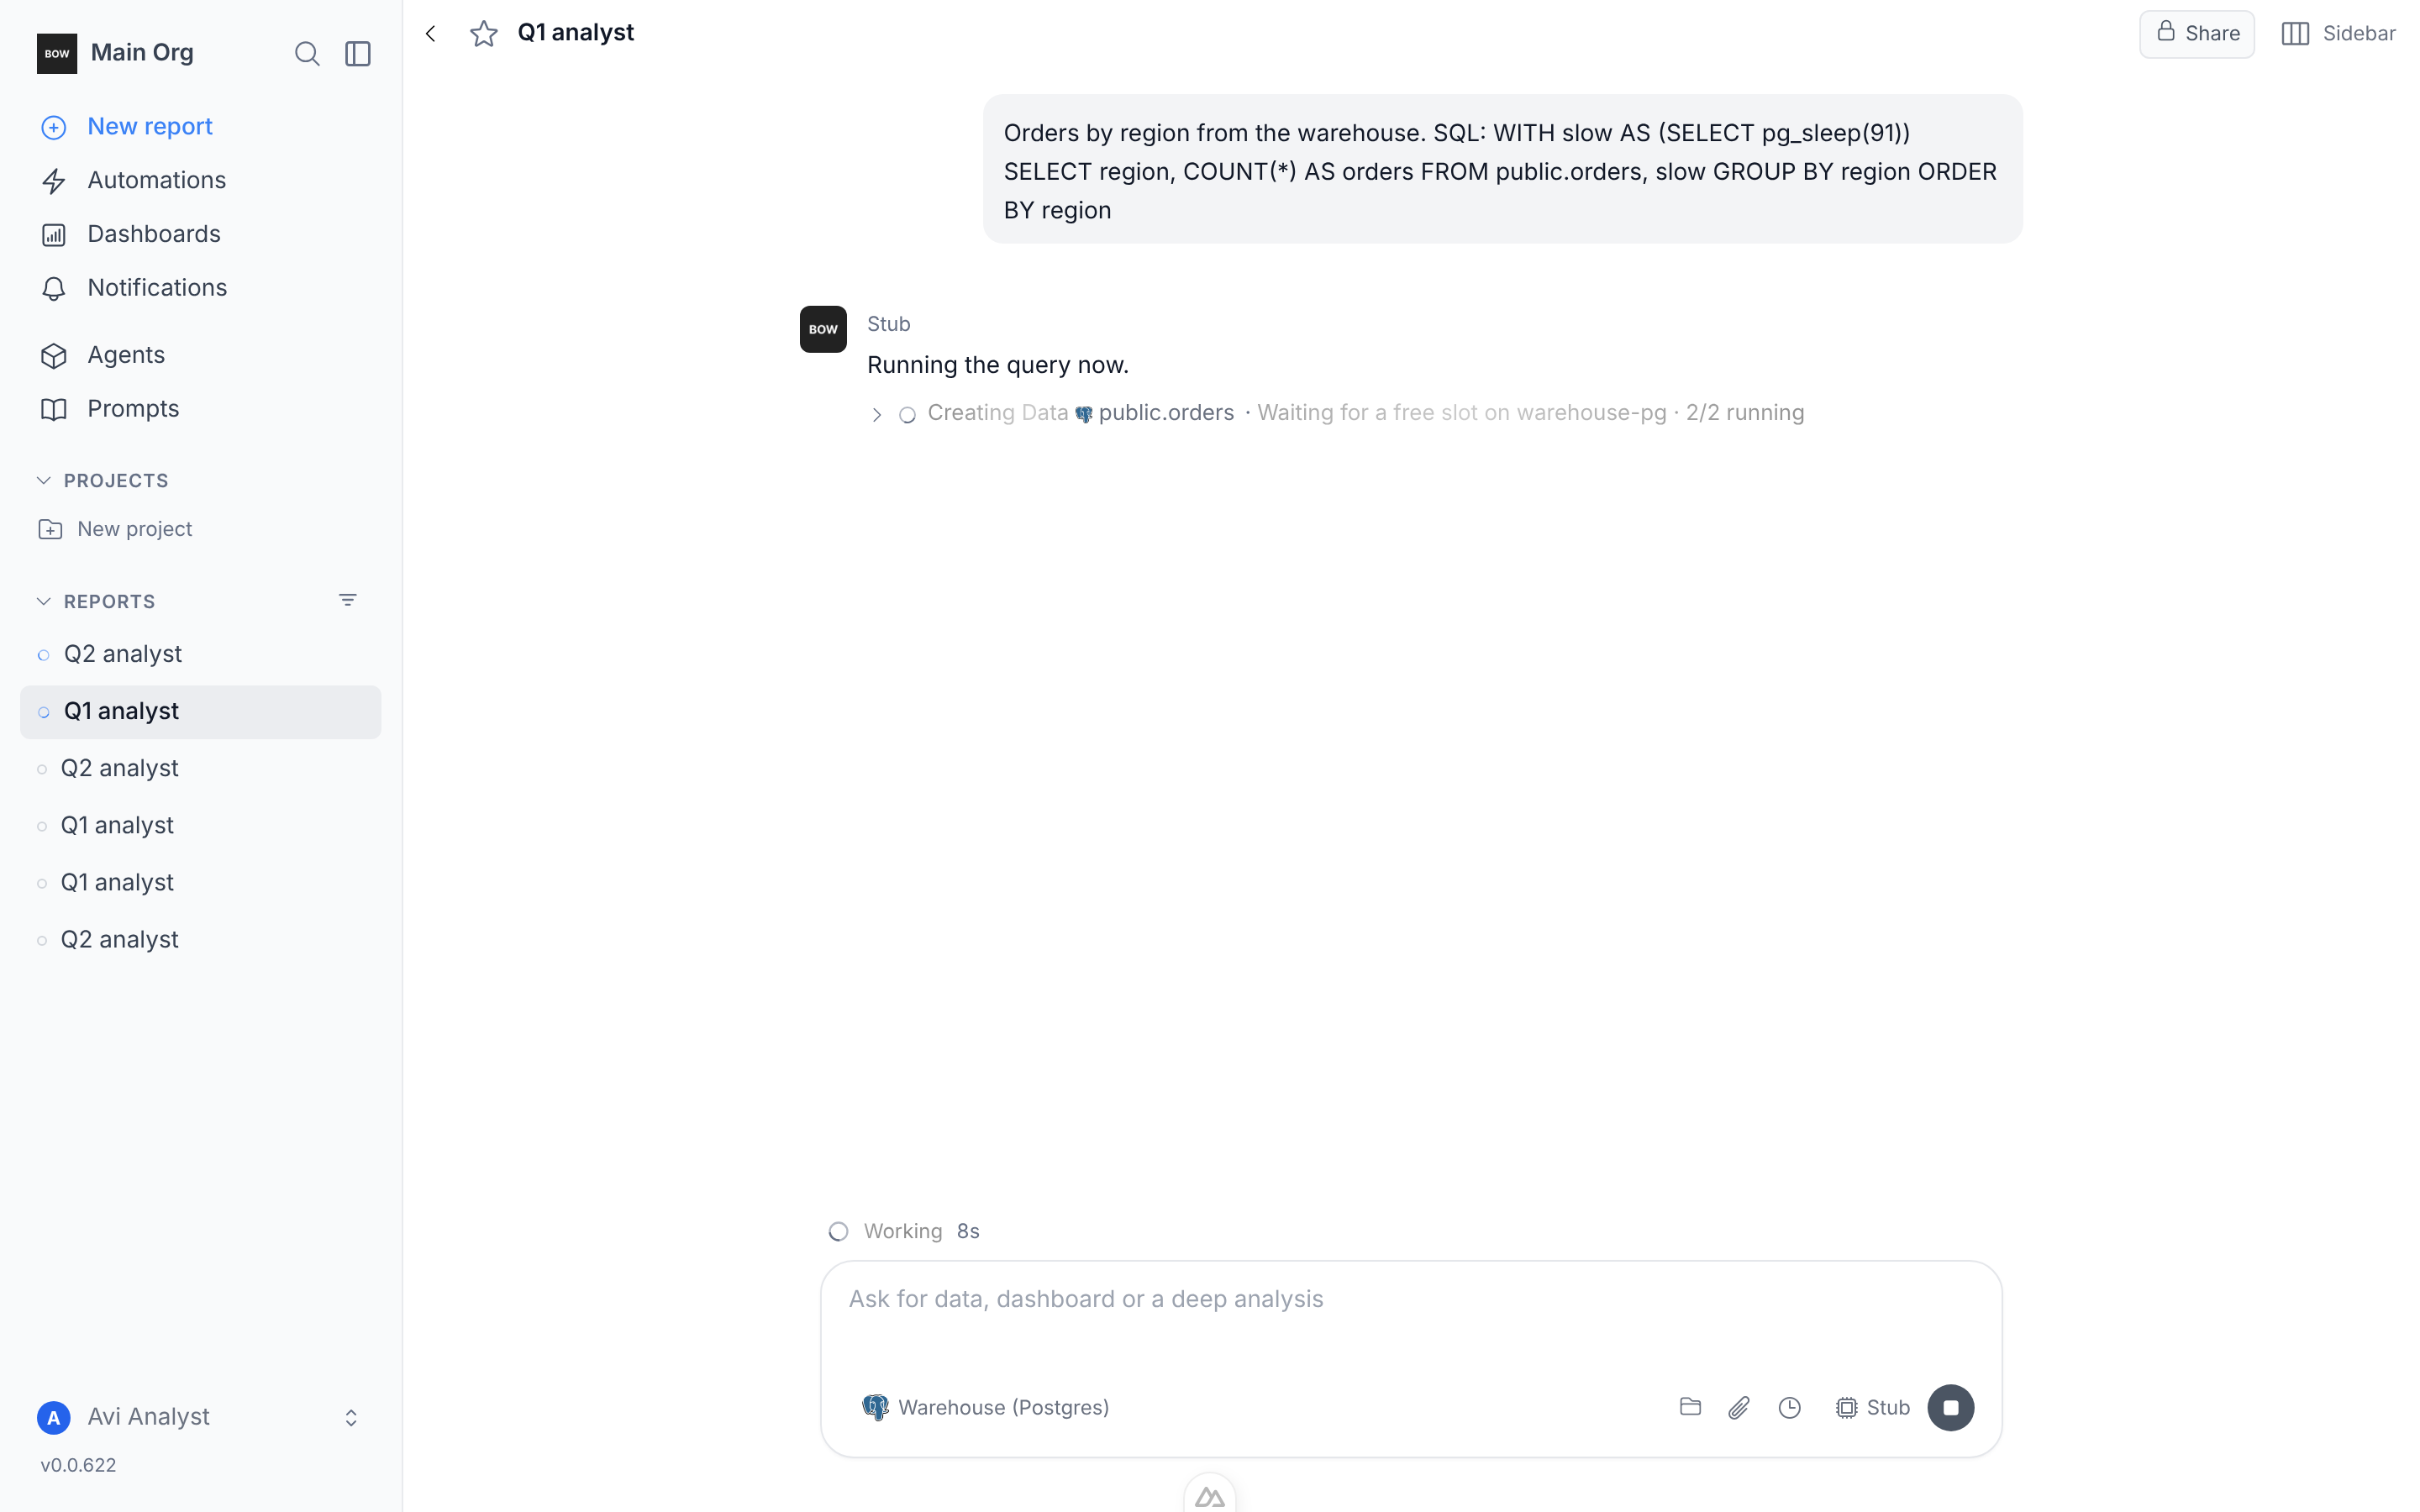 BOW Main Org
New report
Automations
Dashboards
Notifications
Agents
Prompts
PROJECTS
New project
REPORTS
Q2 analyst
Q1 analyst
Q2 analyst
Q1 analyst
Q1 analyst
Q2 analyst
A Avi Analyst
v0.0.622
Q1 analyst
Share
Sidebar
Orders by region from the warehouse. SQL: WITH slow AS (SELECT pg_sleep(91))
SELECT region, COUNT(*) AS orders FROM public.orders, slow GROUP BY region ORDER
BY region
BOW
Stub
Running the query now.
Creating Data public.orders · Waiting for a free slot on warehouse-pg · 2/2 running
Working 8s
Ask for data, dashboard or a deep analysis
Warehouse (Postgres)
Stub